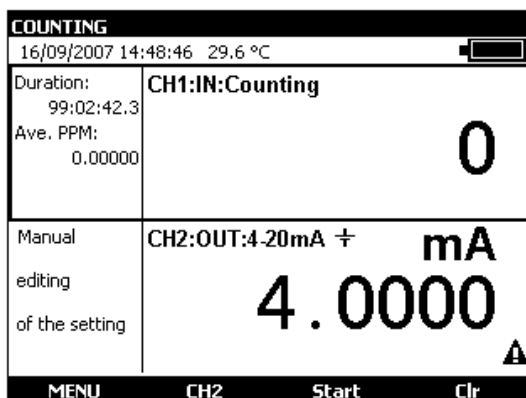 COUNTING
16/09/2007 14:48:46 29.6 °C
Duration:
99:02:42.3
Ave. PPM:
0.00000
CH1:IN:Counting
0
Manual
editing
of the setting
CH2:OUT:4-20mA
mA
4.0000
MENU CH2 Start Clr